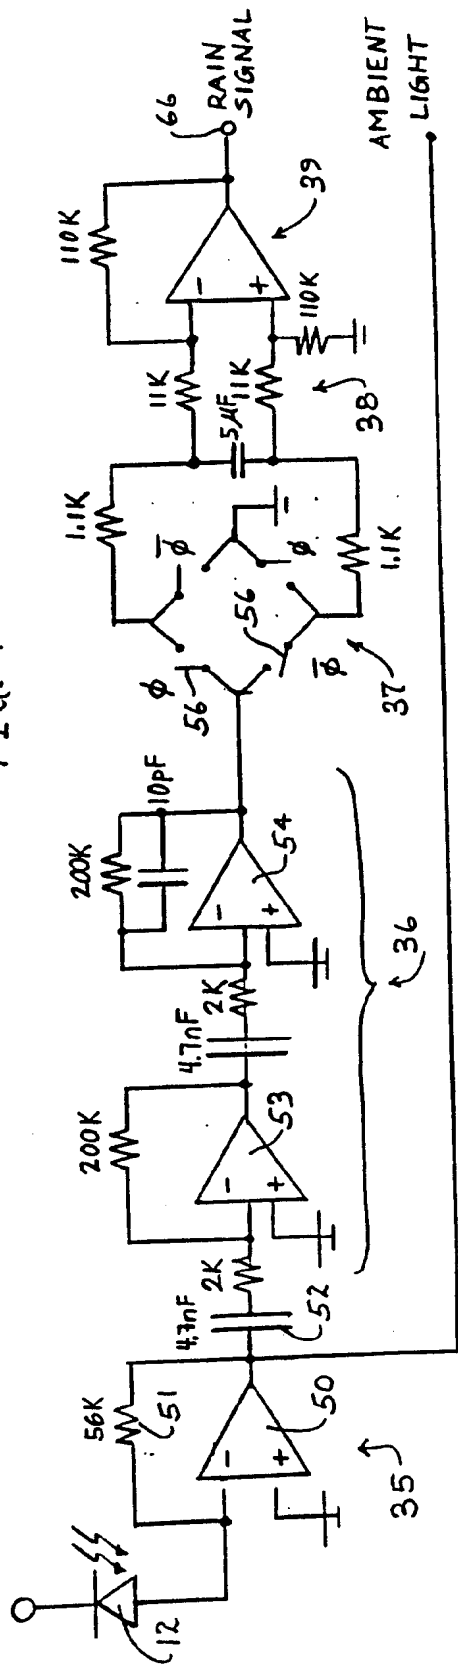 12
56K
51
50
35
4.7nF
52
2K
200K
53
4.7nF
2K
200K
10pF
54
36
ϕ
56
56
ϕ̅
37
ϕ̅
ϕ
1.1K
1.1K
5µF
11K
11K
38
110K
110K
39
66
RAIN
SIGNAL
AMBIENT
LIGHT